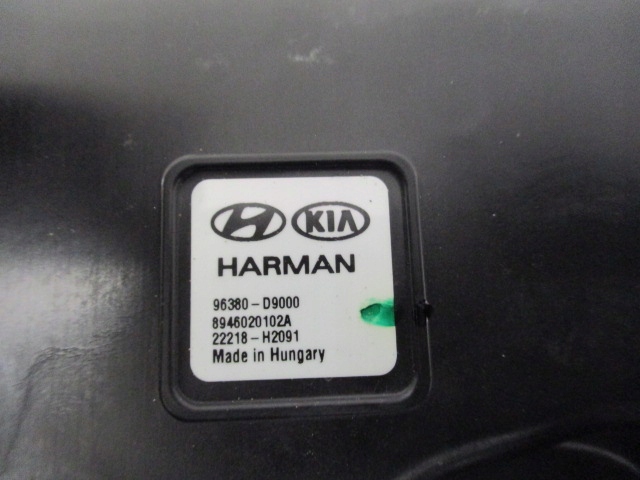 KIA
HARMAN
96380-D9000
8946020102A
22218-H2091
Made in Hungary